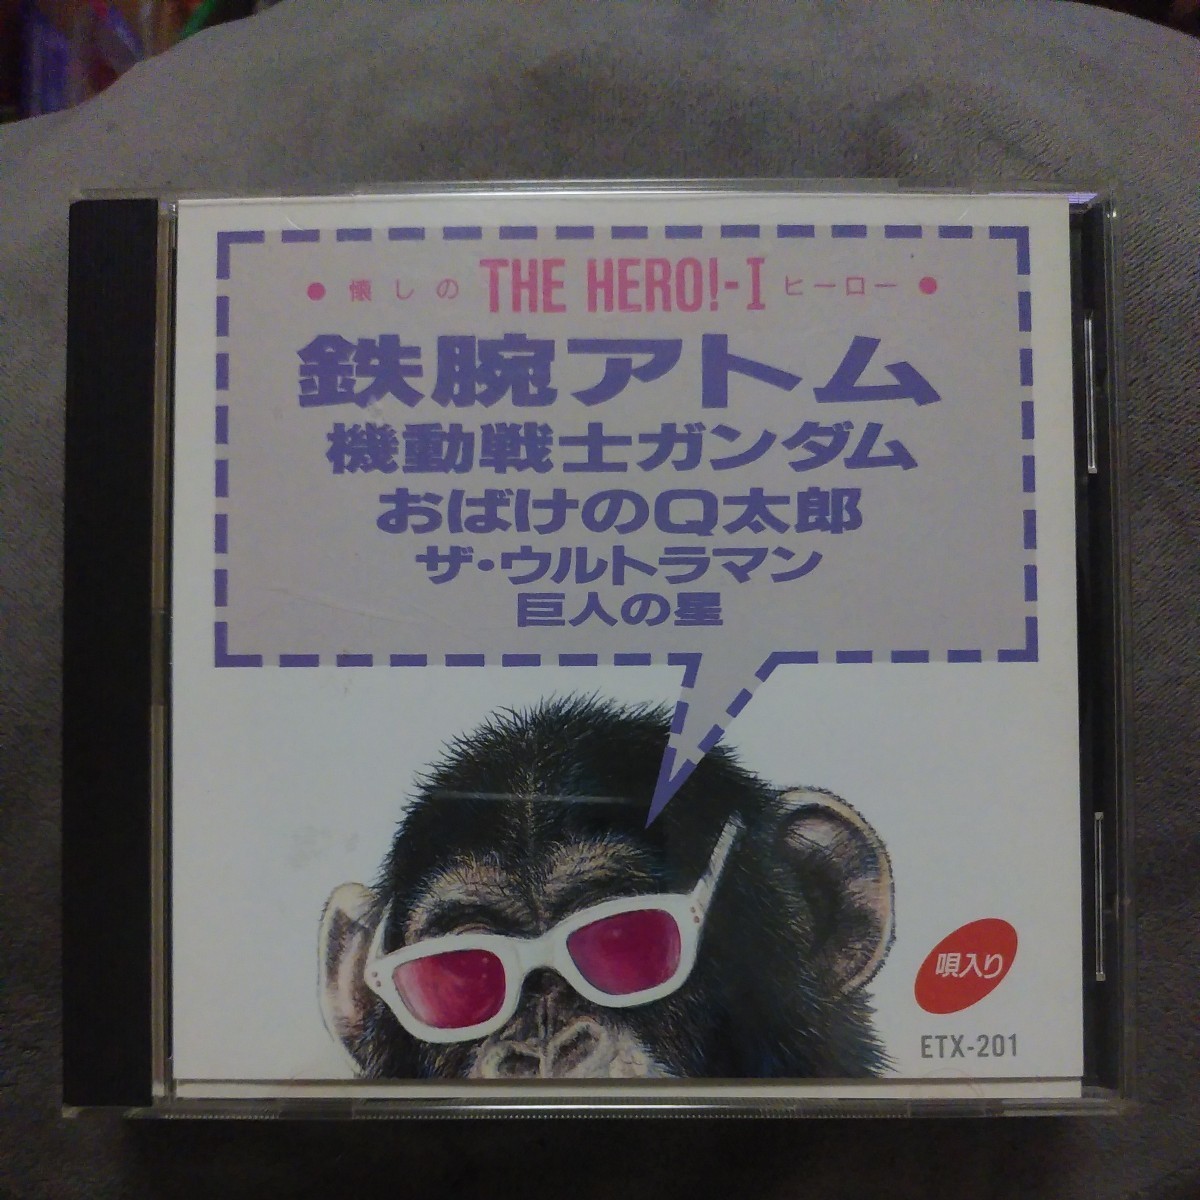 ●懐しの THE HERO!-I ヒーロー●
鉄腕アトム
機動戦士ガンダム
おばけのQ太郎
ザ・ウルトラマン
巨人の星
唄入り
ETX-201